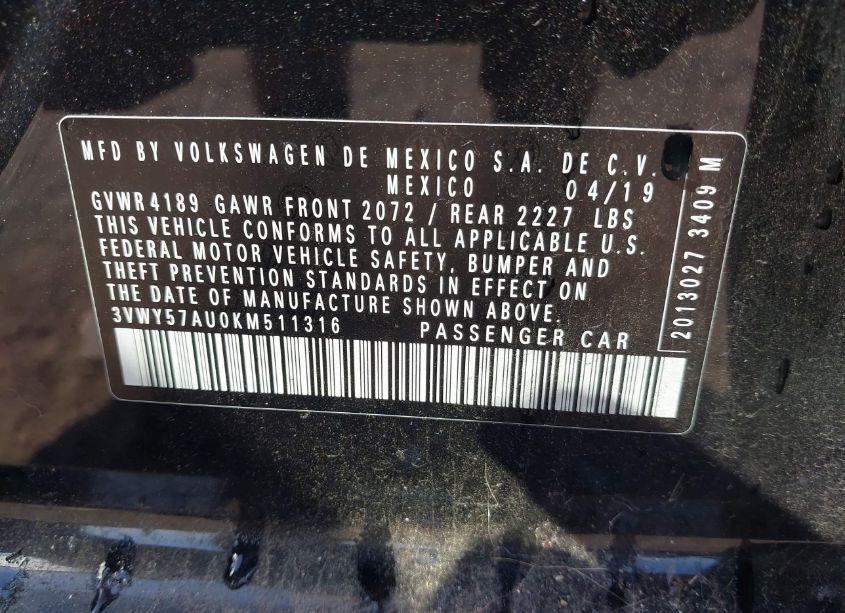 MFD BY VOLKSWAGEN DE MEXICO S.A. DE C.V.
MEXICO 04/19
GVWR 4189 GAWR FRONT 2072 / REAR 2227 LBS
THIS VEHICLE CONFORMS TO ALL APPLICABLE U.S.
FEDERAL MOTOR VEHICLE SAFETY, BUMPER AND
THEFT PREVENTION STANDARDS IN EFFECT ON
THE DATE OF MANUFACTURE SHOWN ABOVE.
3VWY57AU0KM511316 PASSENGER CAR
2013027 3409 M